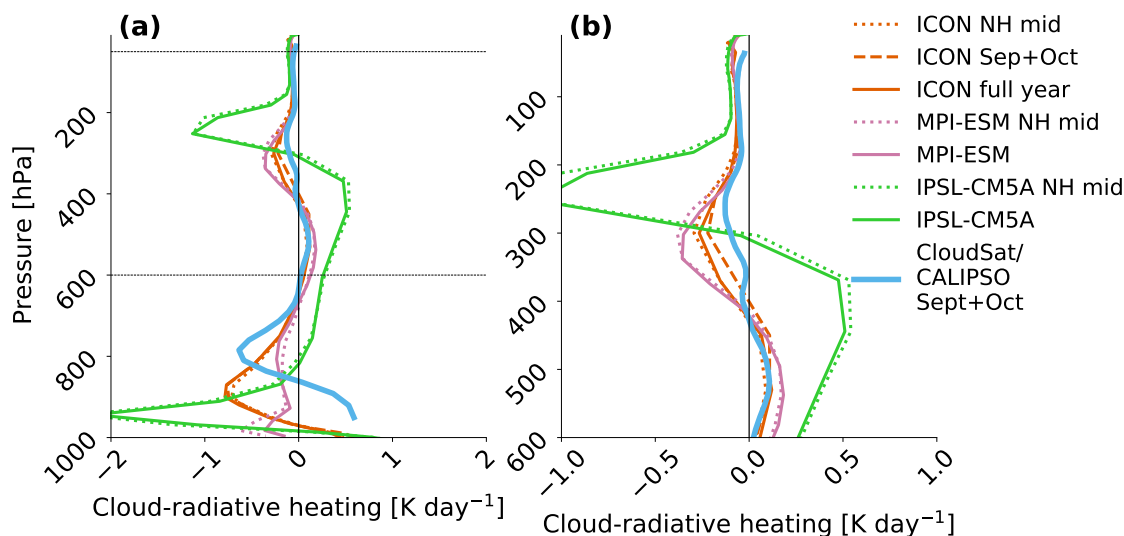 (a)
200
400
600
800
1000
−2
−1
0
1
2
Pressure [hPa]
Cloud-radiative heating [K day⁻¹]
(b)
100
200
300
400
500
600
−1.0
−0.5
0.0
0.5
1.0
Cloud-radiative heating [K day⁻¹]
ICON NH mid
ICON Sep+Oct
ICON full year
MPI-ESM NH mid
MPI-ESM
IPSL-CM5A NH mid
IPSL-CM5A
CloudSat/
CALIPSO
Sept+Oct